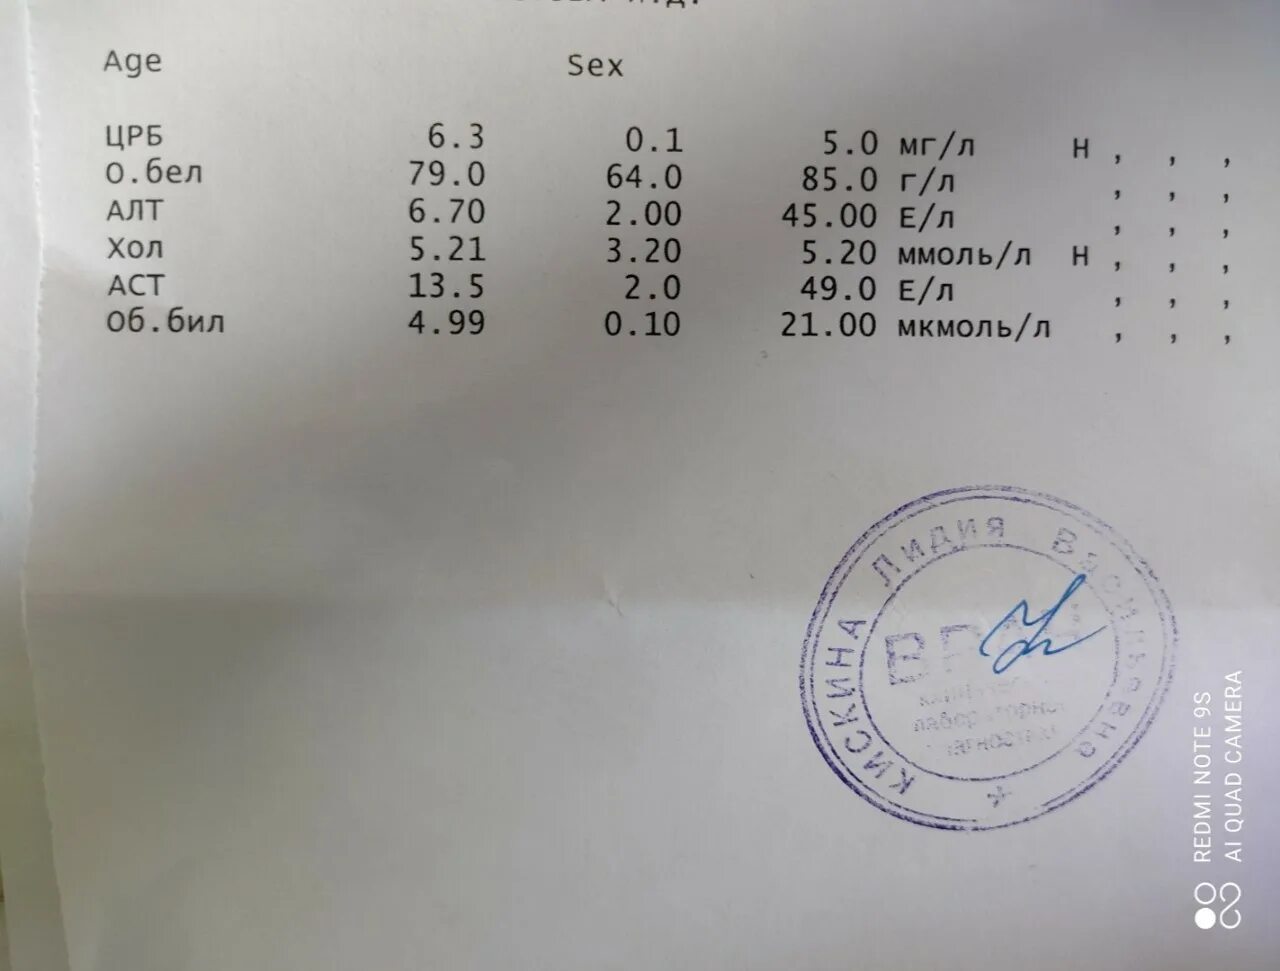 Age Sex
ЦРБ 6.3 0.1 5.0 мг/л Н , , ,
О.бел 79.0 64.0 85.0 г/л , , ,
АЛТ 6.70 2.00 45.00 Е/л , , ,
Хол 5.21 3.20 5.20 ммоль/л Н , , ,
АСТ 13.5 2.0 49.0 Е/л , , ,
Об.бил 4.99 0.10 21.00 мкмоль/л , , ,
КИСКИНА Лидия Васильевна
ВРАЧ
REDMI NOTE 9S
AI QUAD CAMERA